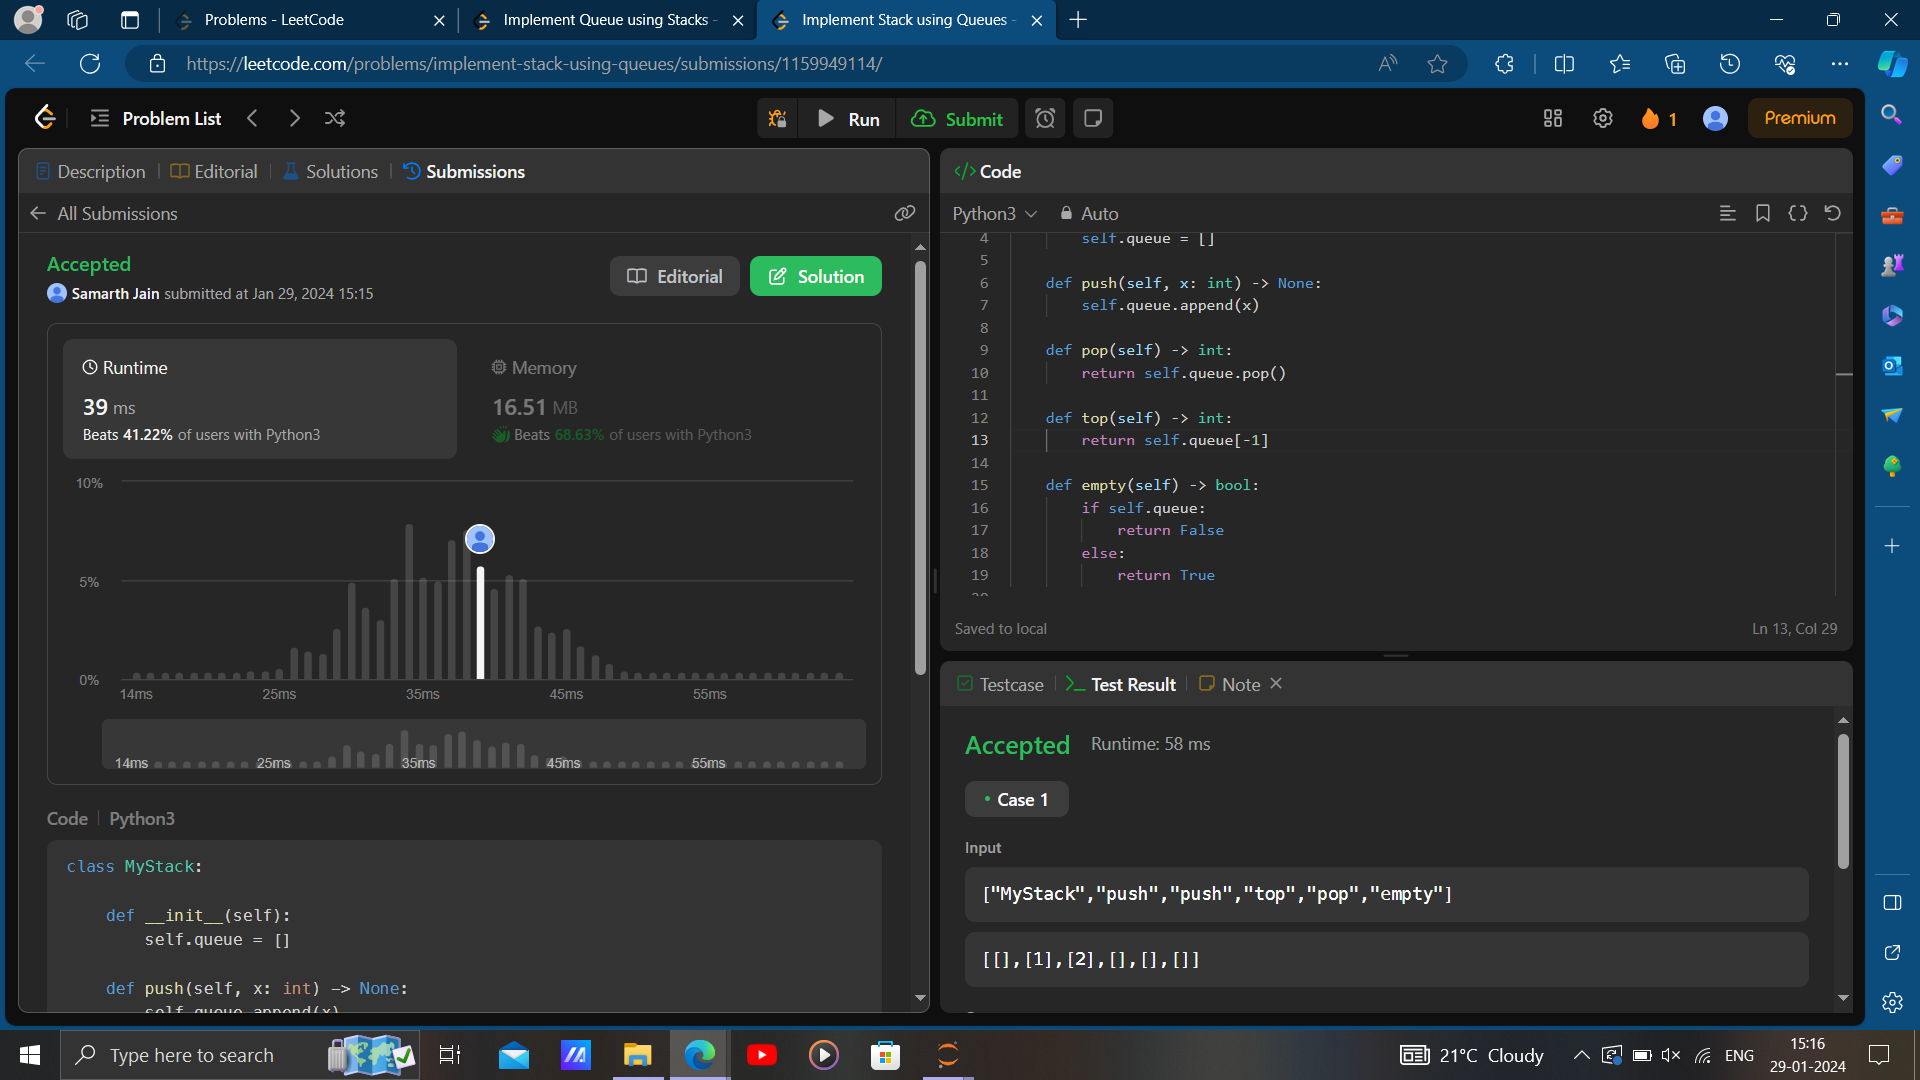 Problems - LeetCode
Implement Queue using Stacks -
Implement Stack using Queues -
https://leetcode.com/problems/implement-stack-using-queues/submissions/1159949114/
Problem List
Run
Submit
1
Premium
Description
Editorial
Solutions
Submissions
All Submissions
Accepted
Samarth Jain submitted at Jan 29, 2024 15:15
Editorial
Solution
Runtime
39 ms
Beats 41.22% of users with Python3
Memory
16.51 MB
Beats 68.63% of users with Python3
10%
5%
0%
14ms
25ms
35ms
45ms
55ms
14ms
25ms
35ms
45ms
55ms
Code
Python3
class MyStack:
def __init__(self):
self.queue = []
def push(self, x: int) -> None:
self.queue.append(x)
Code
Python3
Auto
4 self.queue = []
5
6 def push(self, x: int) -> None:
7 self.queue.append(x)
8
9 def pop(self) -> int:
10 return self.queue.pop()
11
12 def top(self) -> int:
13 return self.queue[-1]
14
15 def empty(self) -> bool:
16 if self.queue:
17 return False
18 else:
19 return True
20
Saved to local
Ln 13, Col 29
Testcase
Test Result
Note
Accepted
Runtime: 58 ms
Case 1
Input
["MyStack","push","push","top","pop","empty"]
[[],[1],[2],[],[],[]]
Type here to search
21°C Cloudy
ENG
15:16
29-01-2024